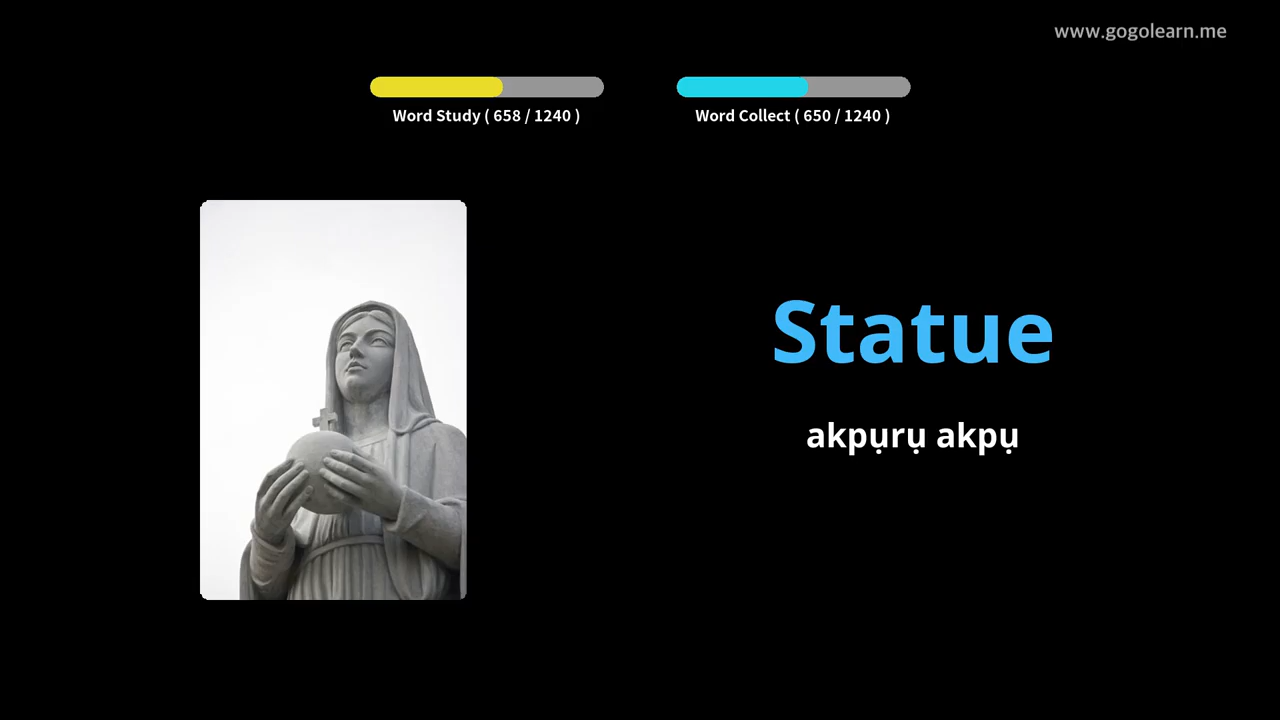 www.gogolearn.me
Word Study ( 658 / 1240 )
Word Collect ( 650 / 1240 )
Statue
akpụrụ akpụ